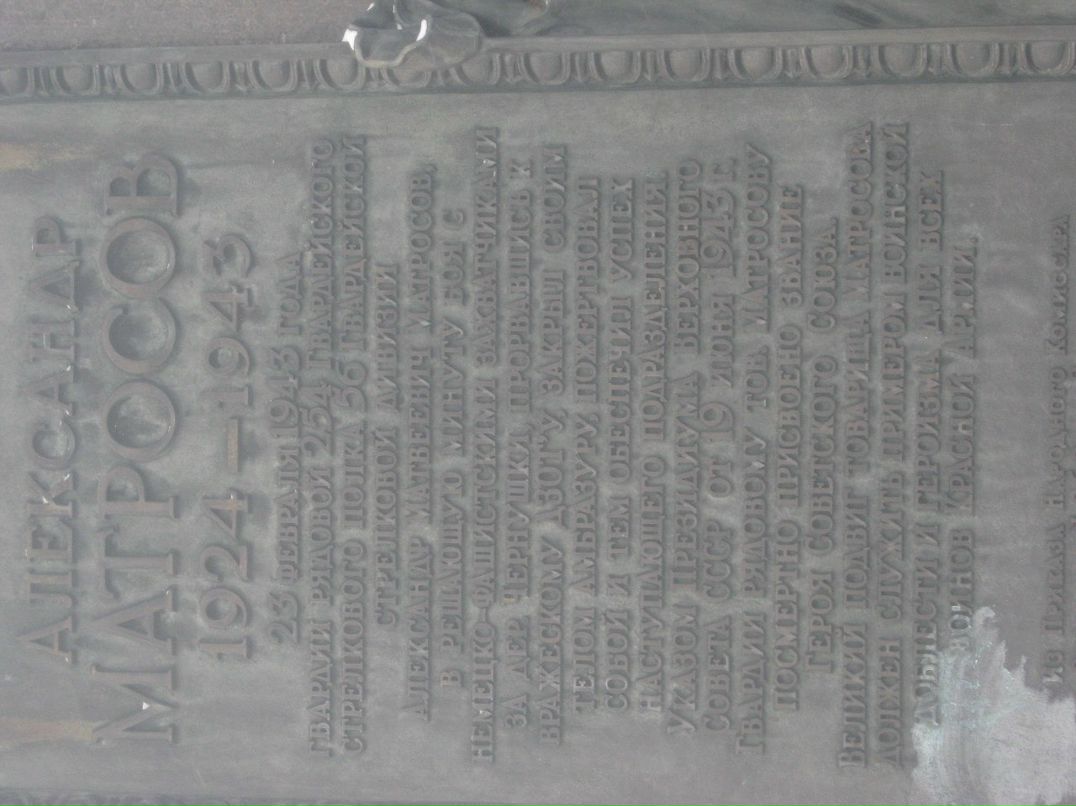 АЛЕКСАНДР
МАТРОСОВ
1924–1943
23 ФЕВРАЛЯ 1943 ГОДА
ГВАРДИИ РЯДОВОЙ 254 ГВАРДЕЙСКОГО
СТРЕЛКОВОГО ПОЛКА 56 ГВАРДЕЙСКОЙ
СТРЕЛКОВОЙ ДИВИЗИИ
АЛЕКСАНДР МАТВЕЕВИЧ МАТРОСОВ,
В РЕШАЮЩУЮ МИНУТУ БОЯ С
НЕМЕЦКО-ФАШИСТСКИМИ ЗАХВАТЧИКАМИ
ЗА ДЕР. ЧЕРНУШКИ, ПРОРВАВШИСЬ К
ВРАЖЕСКОМУ ДЗОТ'У ЗАКРЫЛ СВОИМ
ТЕЛОМ АМБРАЗУРУ, ПОЖЕРТВОВАЛ
СОБОЙ И ТЕМ ОБЕСПЕЧИЛ УСПЕХ
НАСТУПАЮЩЕГО ПОДРАЗДЕЛЕНИЯ
УКАЗОМ ПРЕЗИДИУМА ВЕРХОВНОГО
СОВЕТА СССР ОТ 19 ИЮНЯ 1943 Г.
ГВАРДИИ РЯДОВОМУ ТОВ. МАТРОСОВУ
ПОСМЕРТНО ПРИСВОЕНО ЗВАНИЕ
ГЕРОЯ СОВЕТСКОГО СОЮЗА.
ВЕЛИКИЙ ПОДВИГ ТОВАРИЩА МАТРОСОВА
ДОЛЖЕН СЛУЖИТЬ ПРИМЕРОМ ВОИНСКОЙ
ДОБЛЕСТИ И ГЕРОИЗМА ДЛЯ ВСЕХ
ВОИНОВ КРАСНОЙ АРМИИ.
ИЗ ПРИКАЗА НАРОДНОГО КОМИССАРА